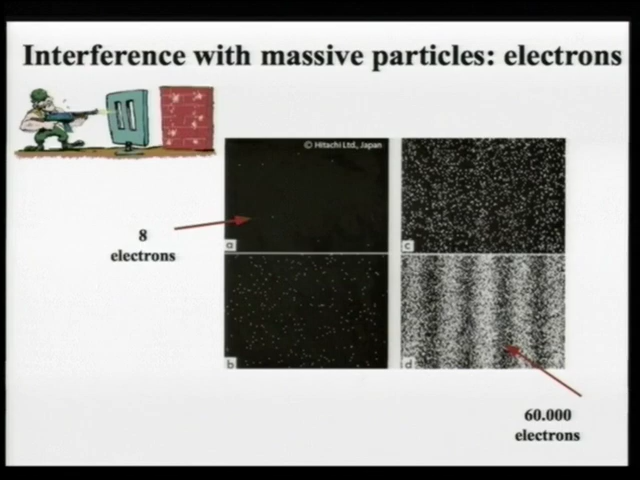 Interference with massive particles: electrons
© Hitachi Ltd., Japan
8
electrons
a
c
b
d
60.000
electrons